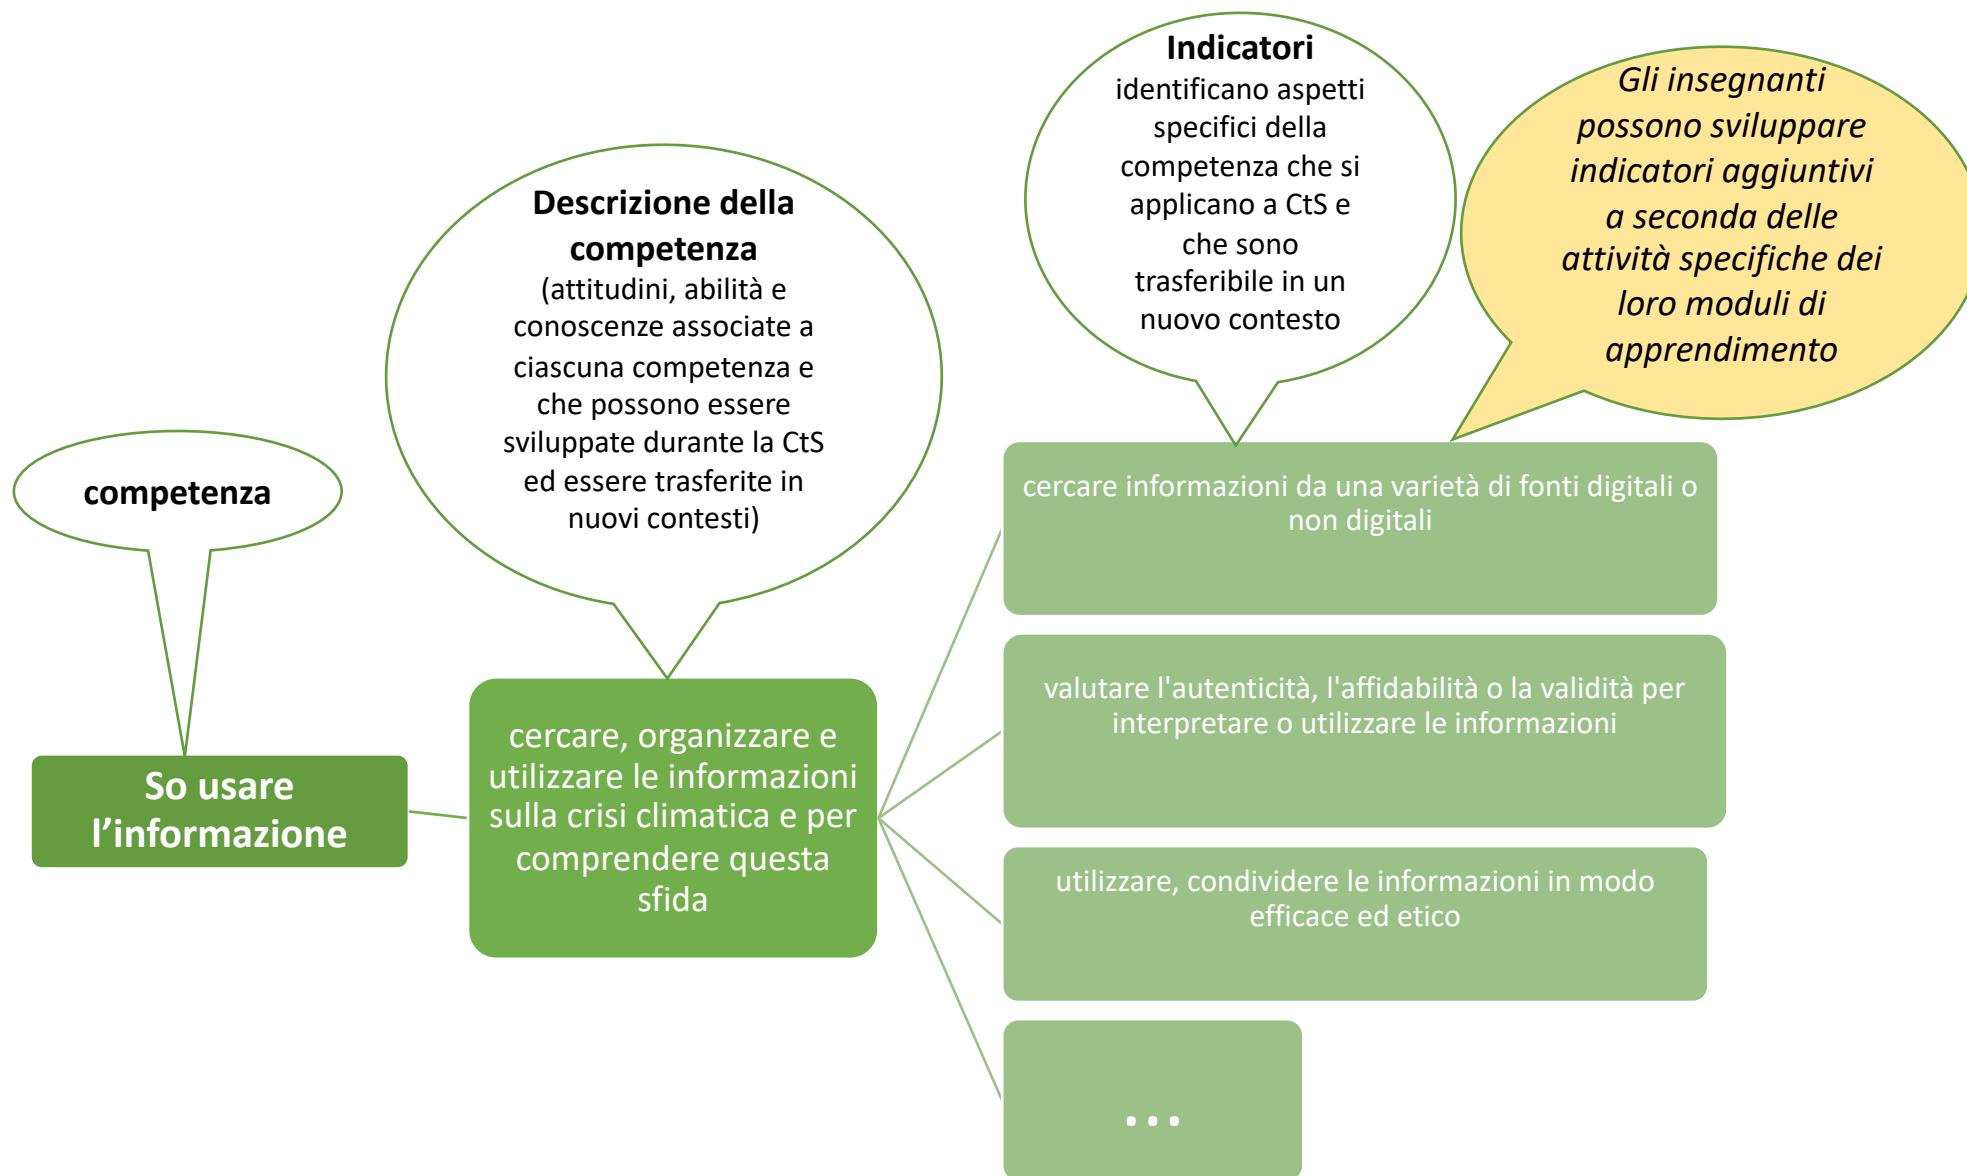 competenza
So usare
l’informazione
Descrizione della
competenza
(attitudini, abilità e
conoscenze associate a
ciascuna competenza e
che possono essere
sviluppate durante la CtS
ed essere trasferite in
nuovi contesti)
cercare, organizzare e
utilizzare le informazioni
sulla crisi climatica e per
comprendere questa
sfida
Indicatori
identificano aspetti
specifici della
competenza che si
applicano a CtS e
che sono
trasferibile in un
nuovo contesto
Gli insegnanti
possono sviluppare
indicatori aggiuntivi
a seconda delle
attività specifiche dei
loro moduli di
apprendimento
cercare informazioni da una varietà di fonti digitali o
non digitali
valutare l'autenticità, l'affidabilità o la validità per
interpretare o utilizzare le informazioni
utilizzare, condividere le informazioni in modo
efficace ed etico
...